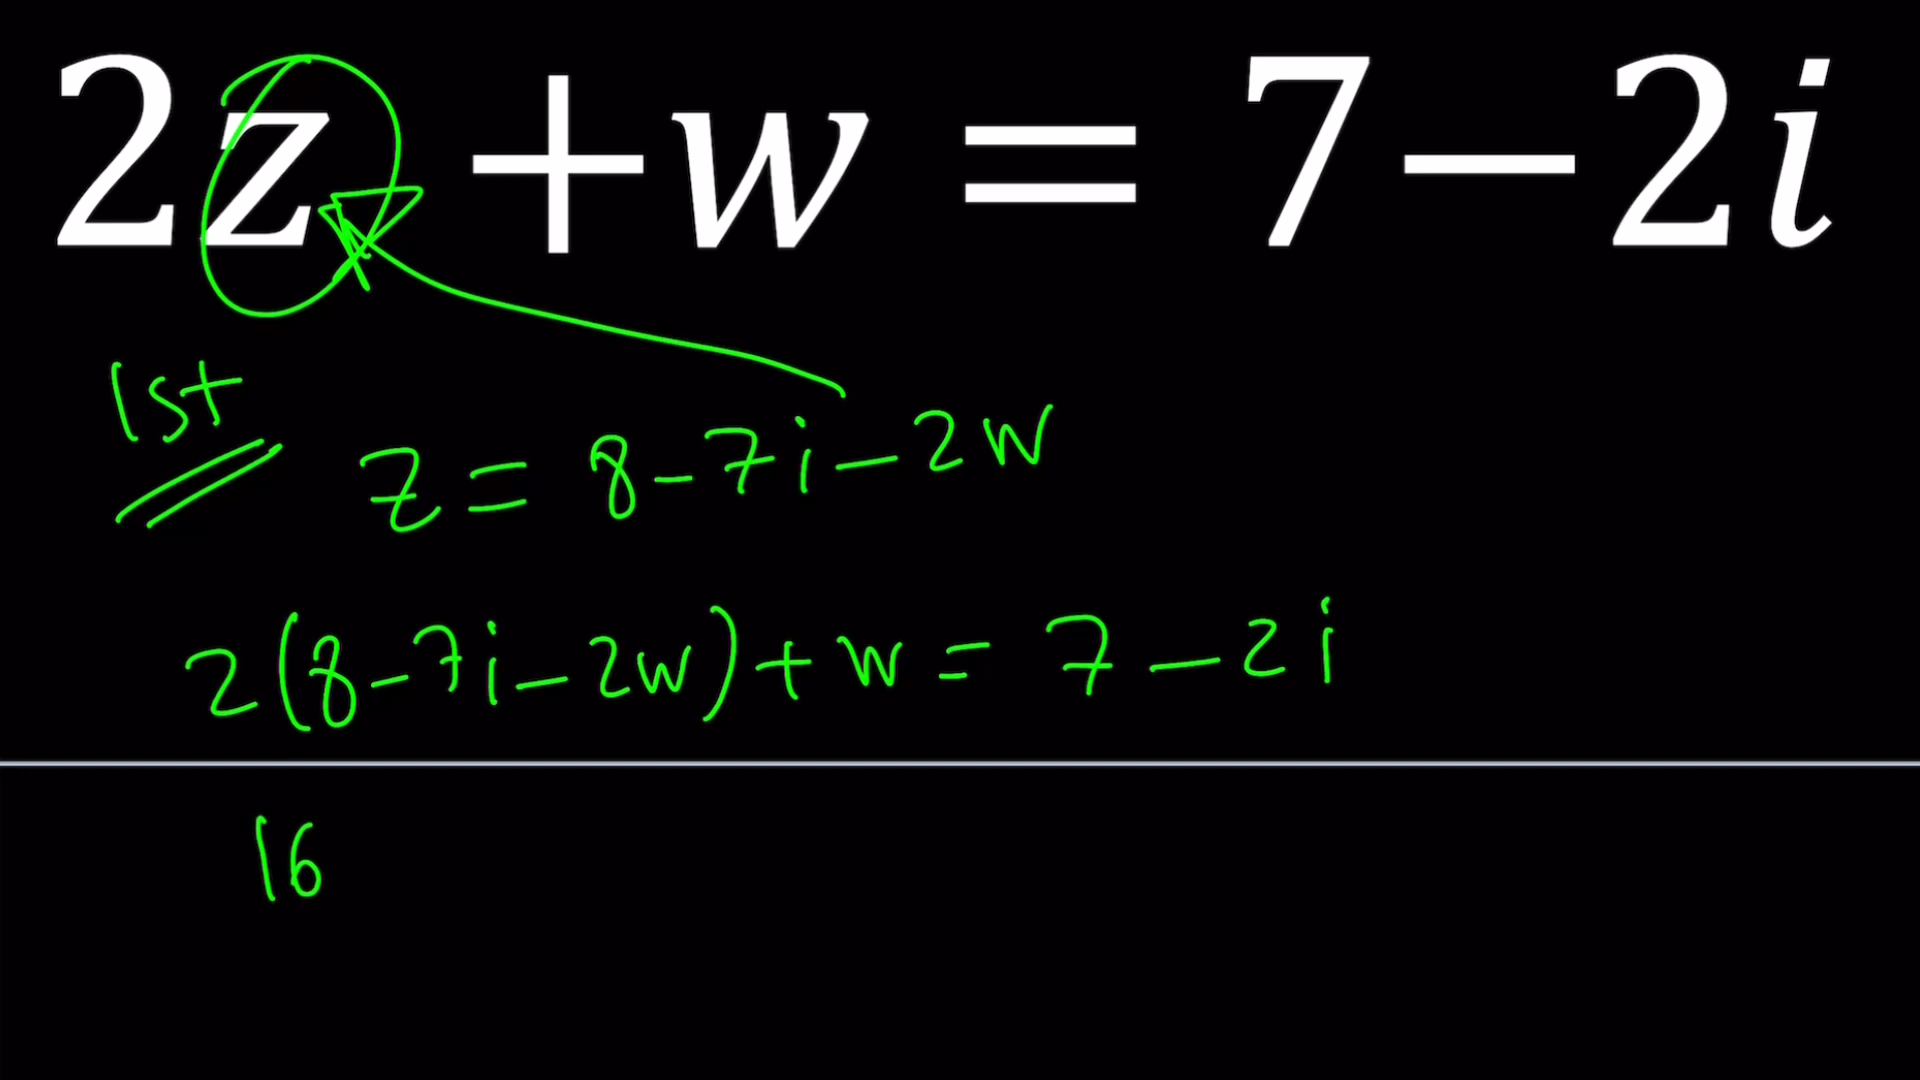 2z + w = 7 − 2i
1st
z = 8 - 7i - 2w
2(8 - 7i - 2w) + w = 7 - 2i
16